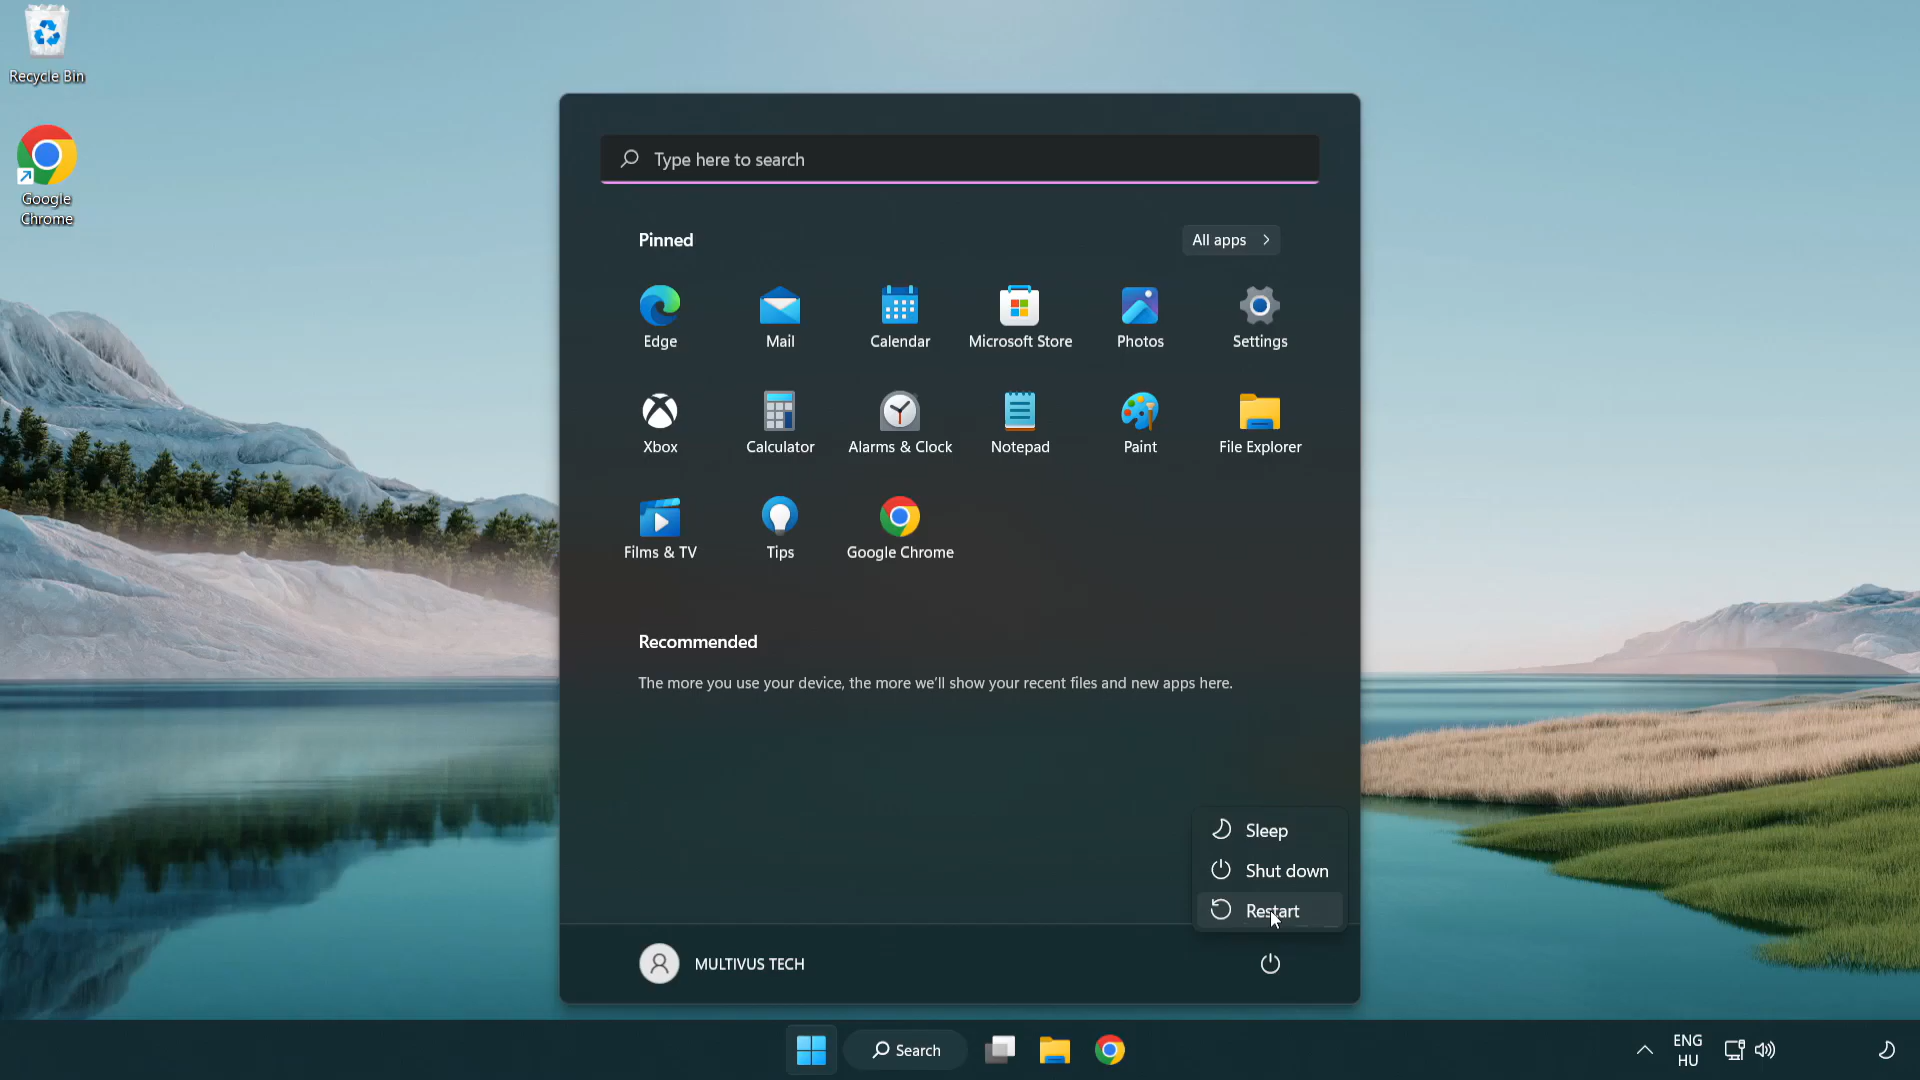 Recycle Bin
Google
Chrome
Type here to search
Pinned
All apps
Edge
Mail
Calendar
Microsoft Store
Photos
Settings
Xbox
Calculator
Alarms & Clock
Notepad
Paint
File Explorer
Films & TV
Tips
Google Chrome
Recommended
The more you use your device, the more we'll show your recent files and new apps here.
Sleep
Shut down
Restart
MULTIVUS TECH
Search
ENG
HU